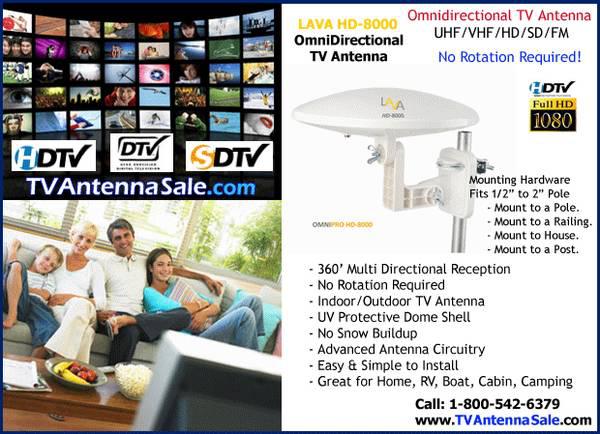 LAVA HD-8000
OmniDirectional
TV Antenna
Omnidirectional TV Antenna
UHF/VHF/HD/SD/FM
No Rotation Required!
HDTV
Full HD
1080
LAVA
HD-8000
OMNIPRO HD-8000
Mounting Hardware
Fits 1/2" to 2" Pole
- Mount to a Pole.
- Mount to a Railing.
- Mount to House.
- Mount to a Post.
HDTV
DTV
HIGH DEFINITION
DIGITAL TELEVISION
SDTV
TVAntennaSale.com
- 360' Multi Directional Reception
- No Rotation Required
- Indoor/Outdoor TV Antenna
- UV Protective Dome Shell
- No Snow Buildup
- Advanced Antenna Circuitry
- Easy & Simple to Install
- Great for Home, RV, Boat, Cabin, Camping
Call: 1-800-542-6379
www.TVAntennaSale.com